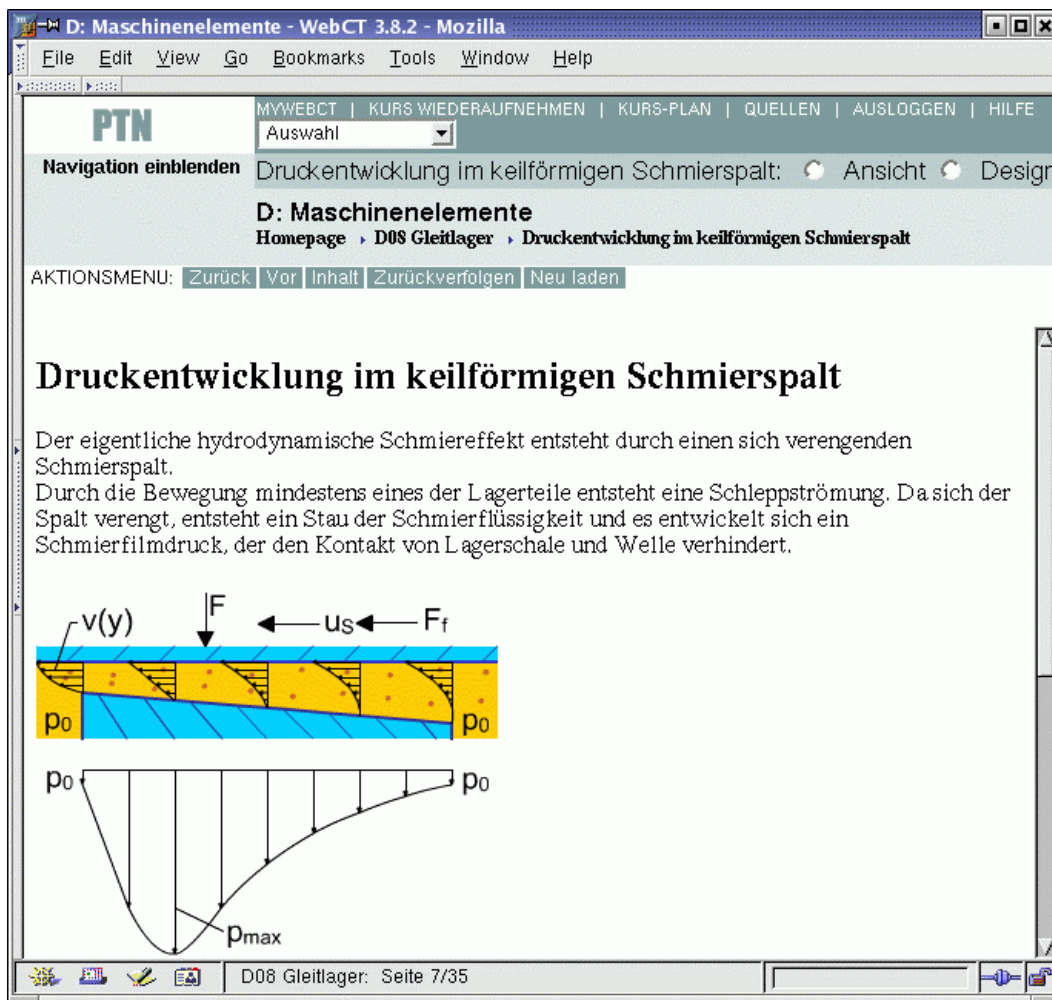 D: Maschinenelemente - WebCT 3.8.2 - Mozilla
File Edit View Go Bookmarks Tools Window Help
PTN
MYWEBCT | KURS WIEDERAUFNEHMEN | KURS-PLAN | QUELLEN | AUSLOGGEN | HILFE
Auswahl
Navigation einblenden
Druckentwicklung im keilförmigen Schmierspalt: Ansicht Design
D: Maschinenelemente
Homepage D08 Gleitlager Druckentwicklung im keilförmigen Schmierspalt
AKTIONSMENU: Zurück Vor Inhalt Zurückverfolgen Neu laden
Druckentwicklung im keilförmigen Schmierspalt
Der eigentliche hydrodynamische Schmiereffekt entsteht durch einen sich verengenden
Schmierspalt.
Durch die Bewegung mindestens eines der Lagerteile entsteht eine Schleppströmung. Da sich der
Spalt verengt, entsteht ein Stau der Schmierflüssigkeit und es entwickelt sich ein
Schmierfilmdruck, der den Kontakt von Lagerschale und Welle verhindert.
v(y) F uS Ff
p0 p0
p0 p0
pmax
D08 Gleitlager: Seite 7/35